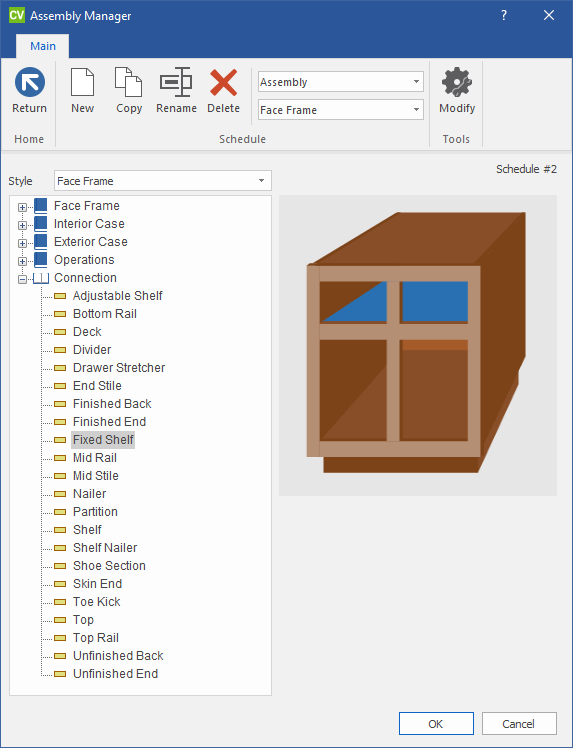 CV Assembly Manager ?
Main
Return New Copy Rename Delete Assembly Face Frame Modify
Home Schedule Tools
Style Face Frame Schedule #2
Face Frame
Interior Case
Exterior Case
Operations
Connection
Adjustable Shelf
Bottom Rail
Deck
Divider
Drawer Stretcher
End Stile
Finished Back
Finished End
Fixed Shelf
Mid Rail
Mid Stile
Nailer
Partition
Shelf
Shelf Nailer
Shoe Section
Skin End
Toe Kick
Top
Top Rail
Unfinished Back
Unfinished End
OK Cancel